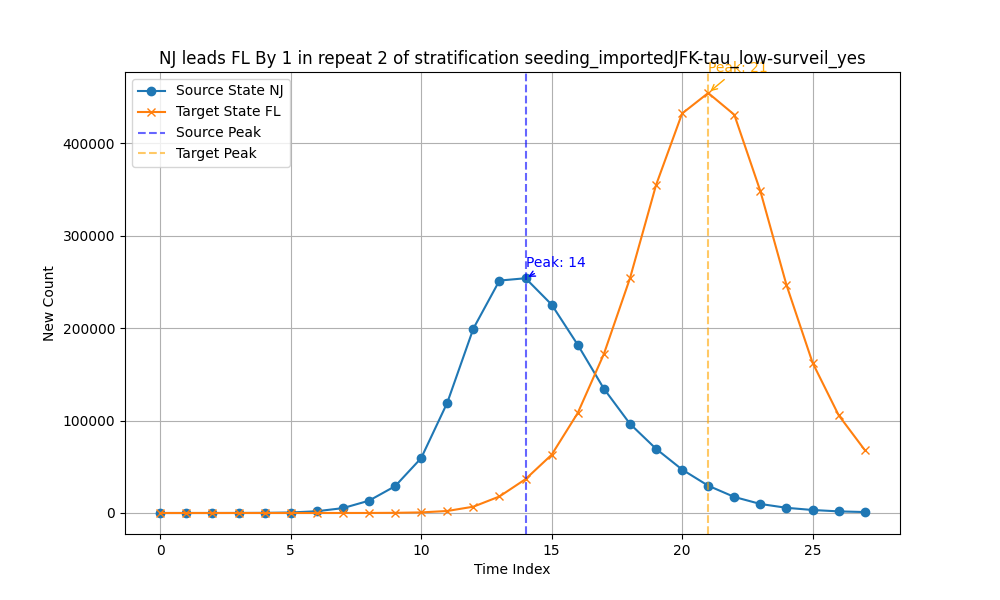 NJ leads FL By 1 in repeat 2 of stratification seeding_importedJFK-tau_low-surveil_yes
Peak: 21
Source State NJ
Target State FL
Source Peak
Target Peak
Peak: 14
New Count
400000
300000
200000
100000
0
0 5 10 15 20 25
Time Index